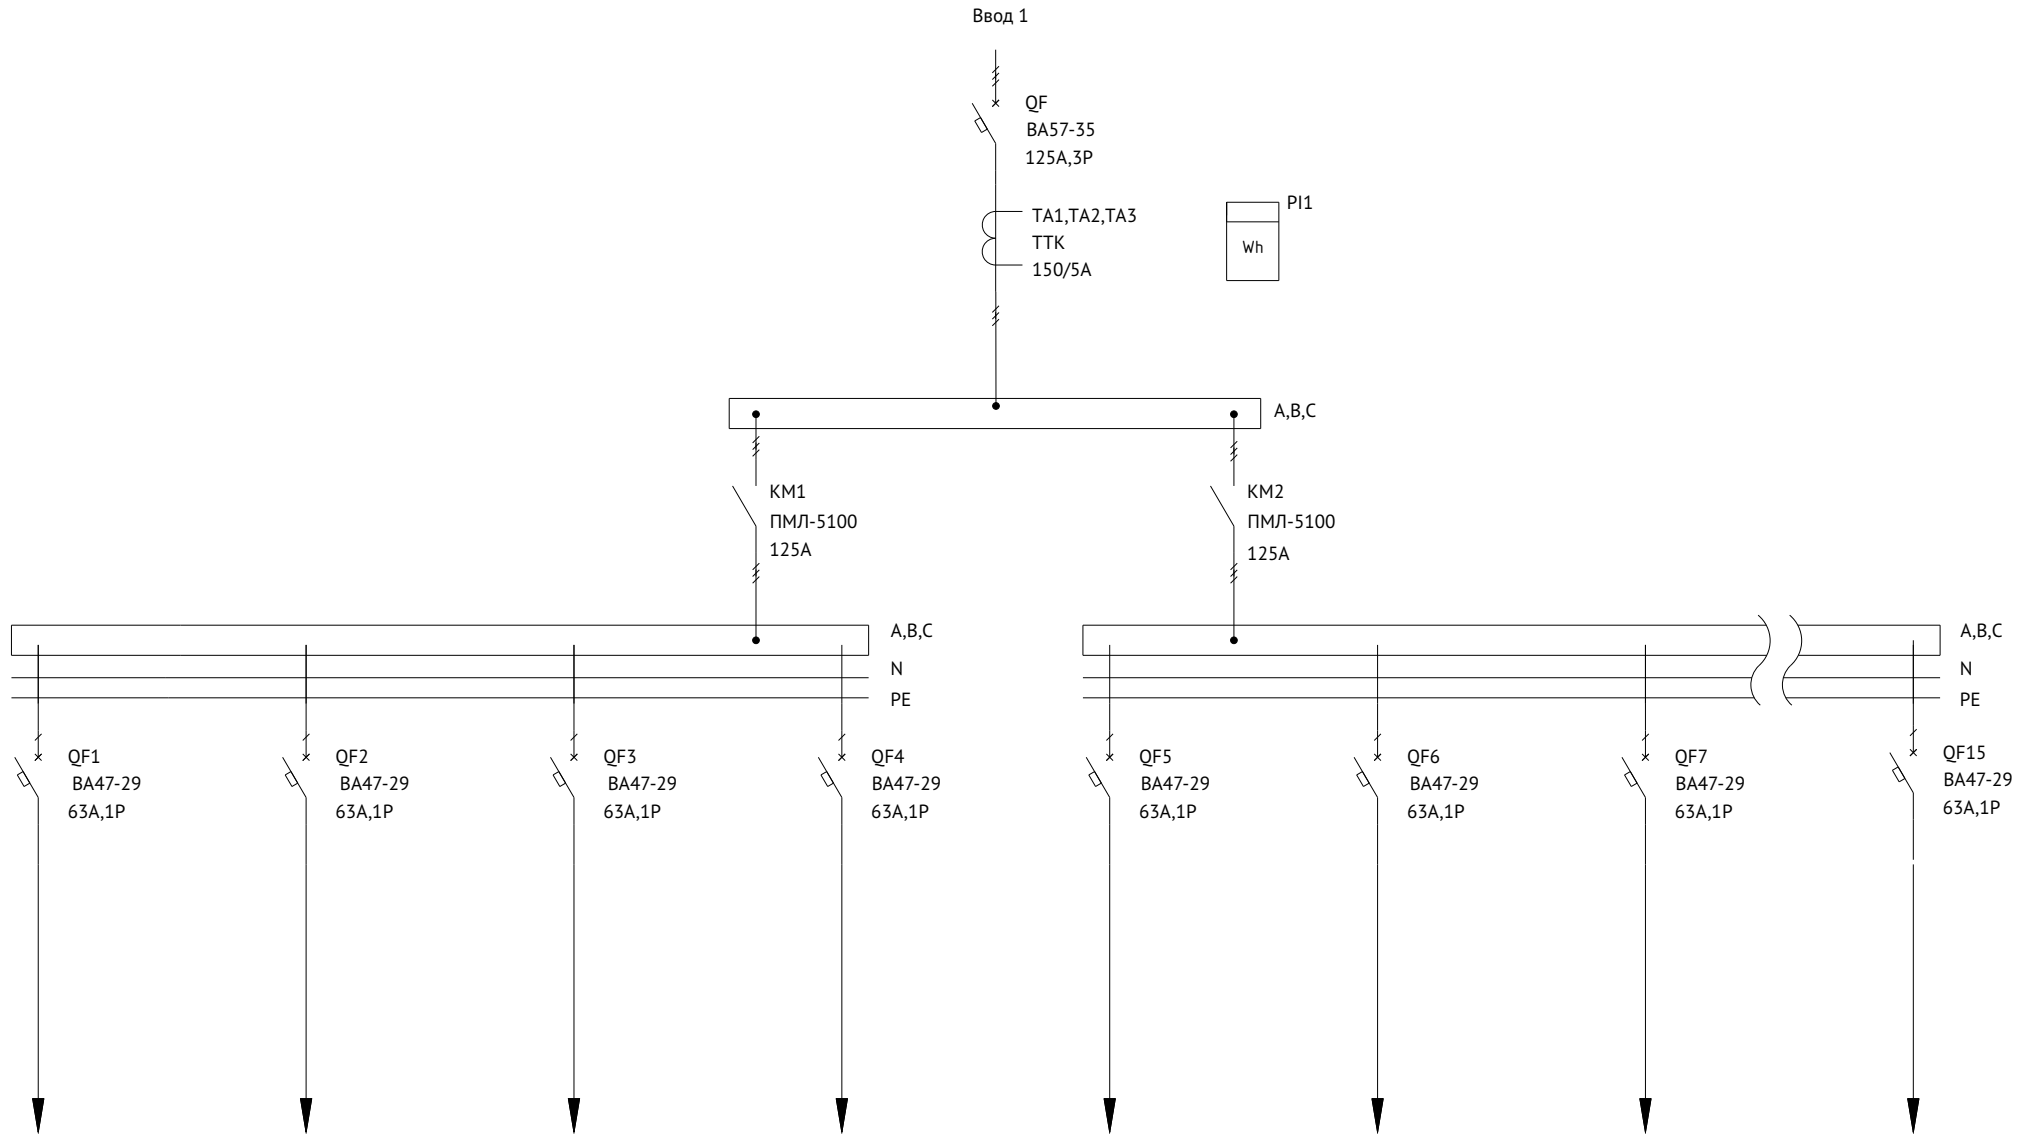 Ввод 1
QF
ВА57-35
125А,3Р
ТА1,ТА2,ТА3
ТТК
150/5А
PI1
Wh
А,В,С
КМ1
ПМЛ-5100
125А
КМ2
ПМЛ-5100
125А
А,В,С
N
PE
А,В,С
N
PE
QF1
ВА47-29
63А,1Р
QF2
ВА47-29
63А,1Р
QF3
ВА47-29
63А,1Р
QF4
ВА47-29
63А,1Р
QF5
ВА47-29
63А,1Р
QF6
ВА47-29
63А,1Р
QF7
ВА47-29
63А,1Р
QF15
ВА47-29
63А,1Р